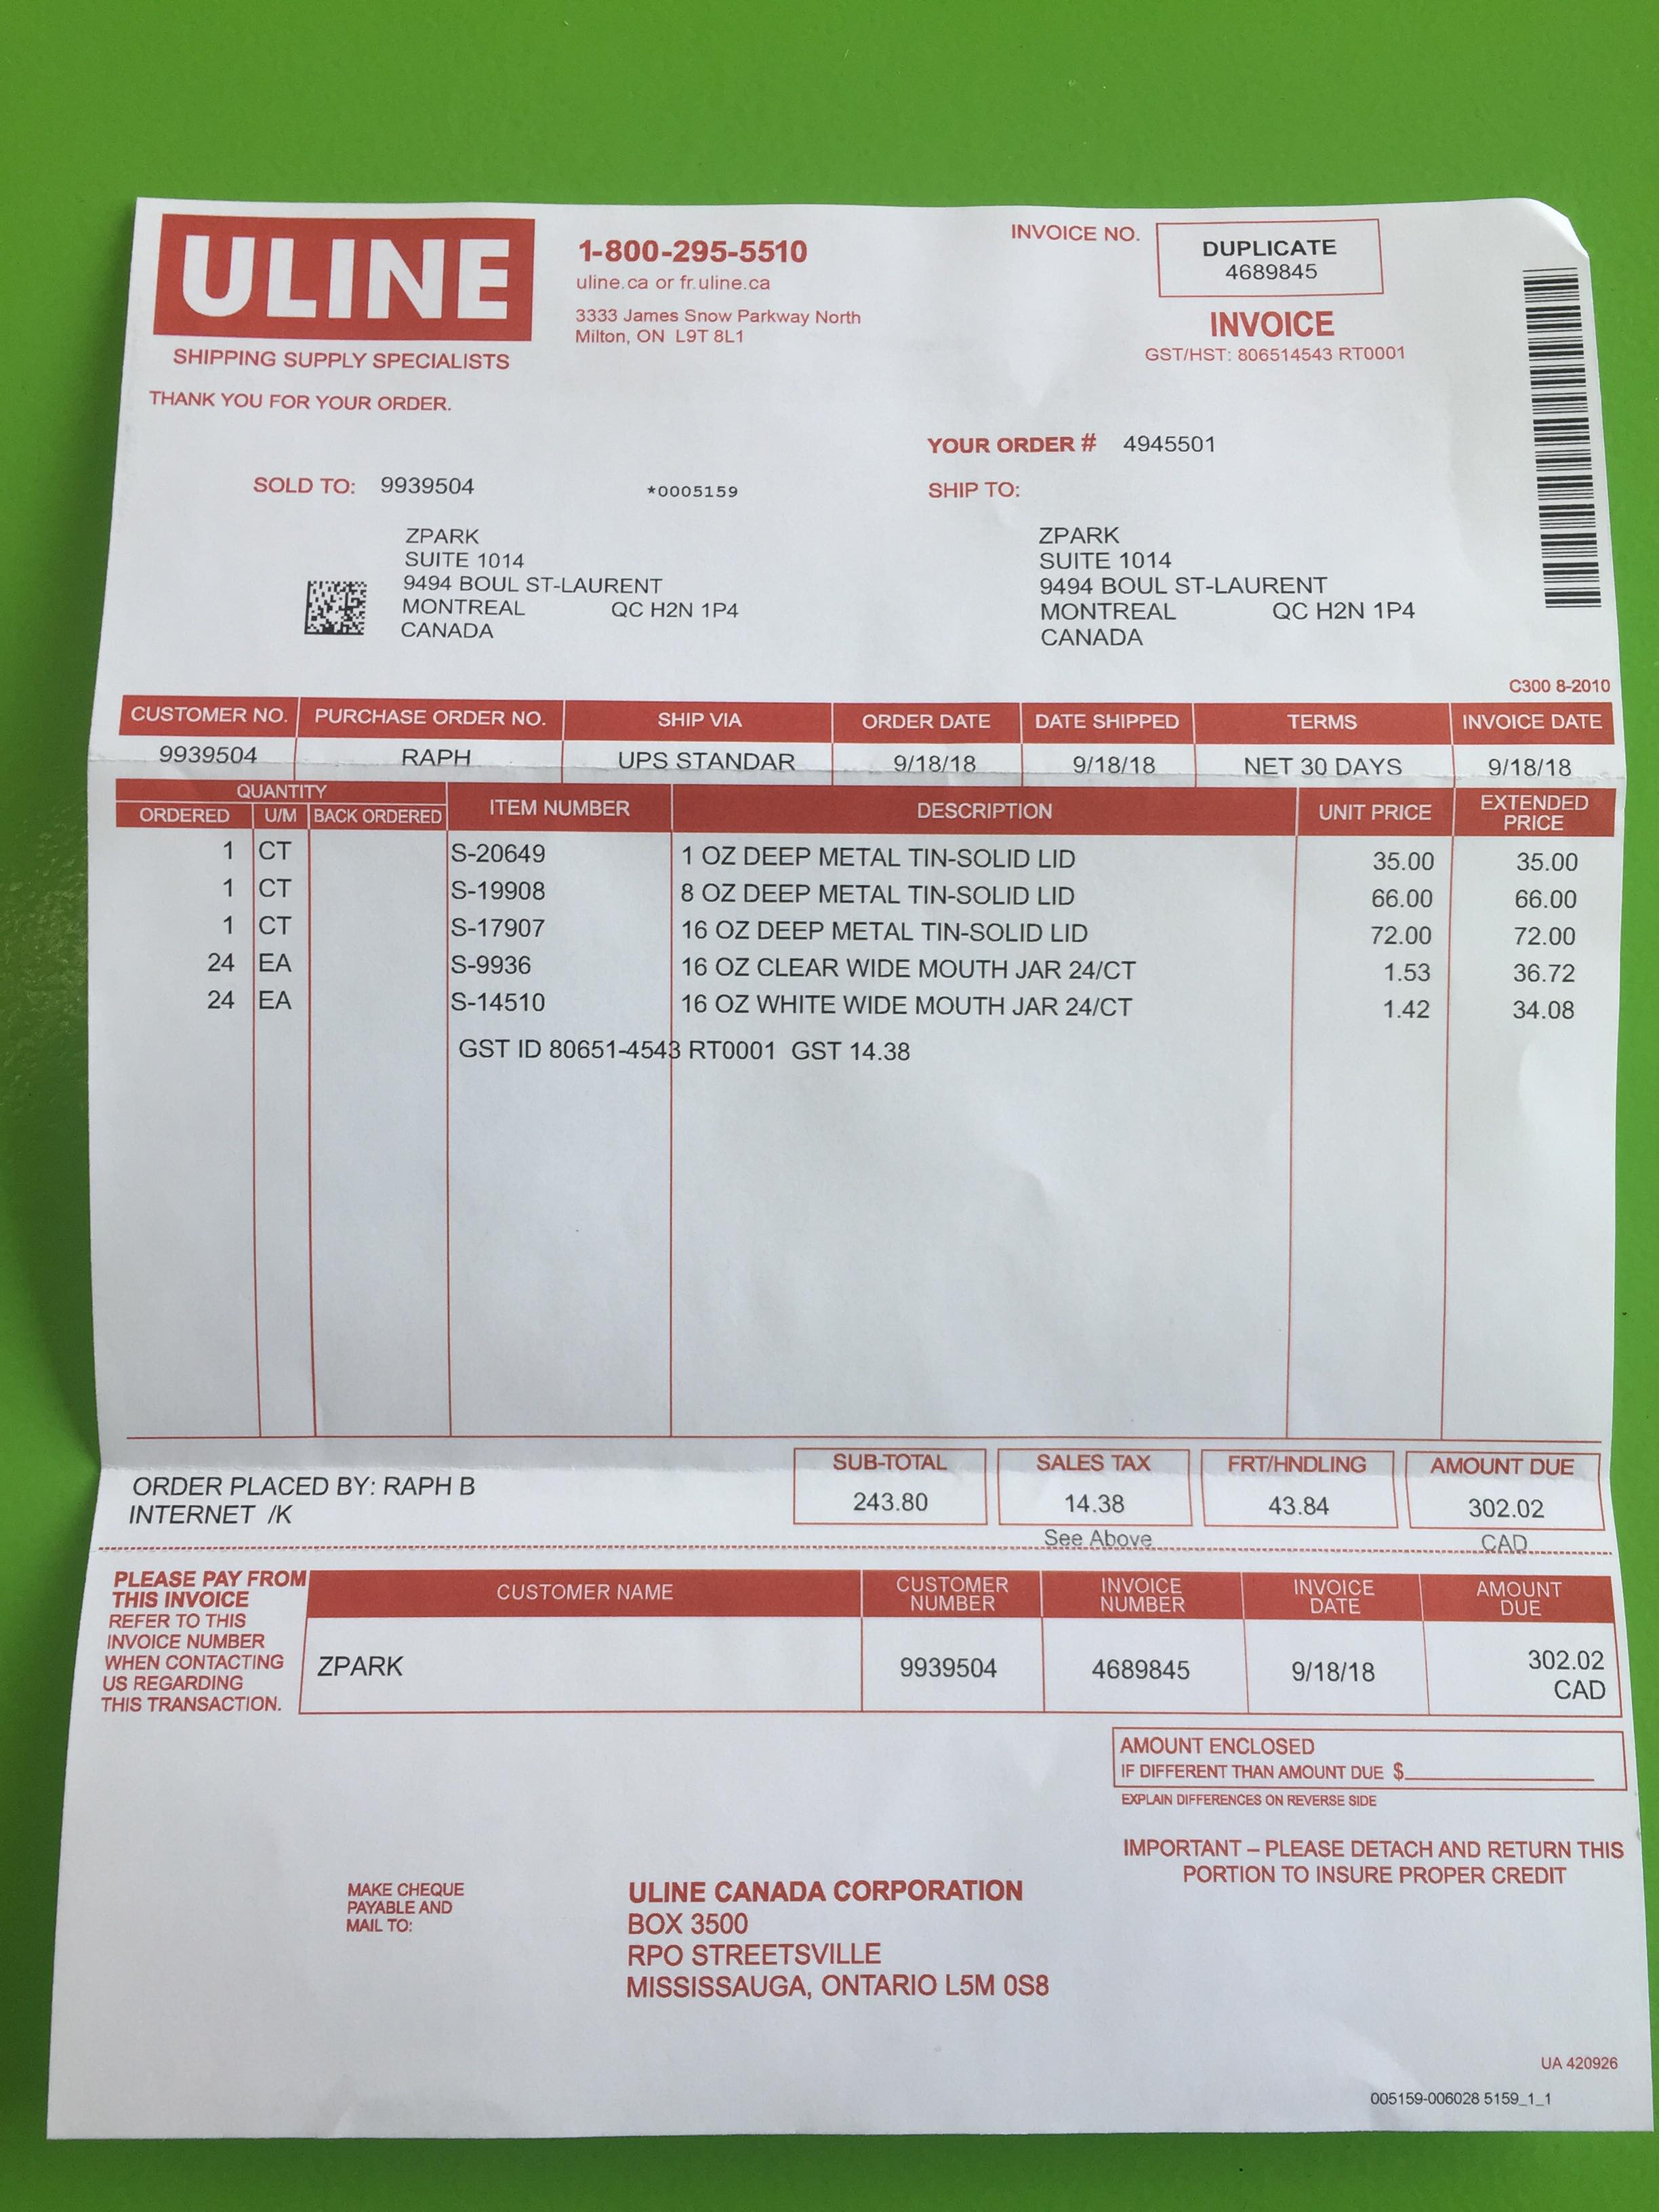 ULINE
SHIPPING SUPPLY SPECIALISTS
THANK YOU FOR YOUR ORDER.
1-800-295-5510
uline.ca or fr.uline.ca
3333 James Snow Parkway North
Milton, ON L9T 8L1
INVOICE NO.
DUPLICATE
4689845
INVOICE
GST/HST: 806514543 RT0001
YOUR ORDER # 4945501
SOLD TO: 9939504 *0005159
ZPARK
SUITE 1014
9494 BOUL ST-LAURENT
MONTREAL QC H2N 1P4
CANADA
SHIP TO:
ZPARK
SUITE 1014
9494 BOUL ST-LAURENT
MONTREAL QC H2N 1P4
CANADA
C300 8-2010
CUSTOMER NO. PURCHASE ORDER NO. SHIP VIA ORDER DATE DATE SHIPPED TERMS INVOICE DATE
9939504 RAPH UPS STANDAR 9/18/18 9/18/18 NET 30 DAYS 9/18/18
QUANTITY
ORDERED U/M BACK ORDERED ITEM NUMBER DESCRIPTION UNIT PRICE EXTENDED PRICE
1 CT S-20649 1 OZ DEEP METAL TIN-SOLID LID 35.00 35.00
1 CT S-19908 8 OZ DEEP METAL TIN-SOLID LID 66.00 66.00
1 CT S-17907 16 OZ DEEP METAL TIN-SOLID LID 72.00 72.00
24 EA S-9936 16 OZ CLEAR WIDE MOUTH JAR 24/CT 1.53 36.72
24 EA S-14510 16 OZ WHITE WIDE MOUTH JAR 24/CT 1.42 34.08
GST ID 80651-4543 RT0001 GST 14.38
ORDER PLACED BY: RAPH B
INTERNET /K
SUB-TOTAL SALES TAX FRT/HNDLING AMOUNT DUE
243.80 14.38 43.84 302.02
See Above CAD
PLEASE PAY FROM
THIS INVOICE
REFER TO THIS
INVOICE NUMBER
WHEN CONTACTING
US REGARDING
THIS TRANSACTION.
CUSTOMER NAME CUSTOMER NUMBER INVOICE NUMBER INVOICE DATE AMOUNT DUE
ZPARK 9939504 4689845 9/18/18 302.02
CAD
AMOUNT ENCLOSED
IF DIFFERENT THAN AMOUNT DUE $
EXPLAIN DIFFERENCES ON REVERSE SIDE
IMPORTANT – PLEASE DETACH AND RETURN THIS
PORTION TO INSURE PROPER CREDIT
MAKE CHEQUE
PAYABLE AND
MAIL TO:
ULINE CANADA CORPORATION
BOX 3500
RPO STREETSVILLE
MISSISSAUGA, ONTARIO L5M 0S8
UA 420926
005159-006028 5159_1_1